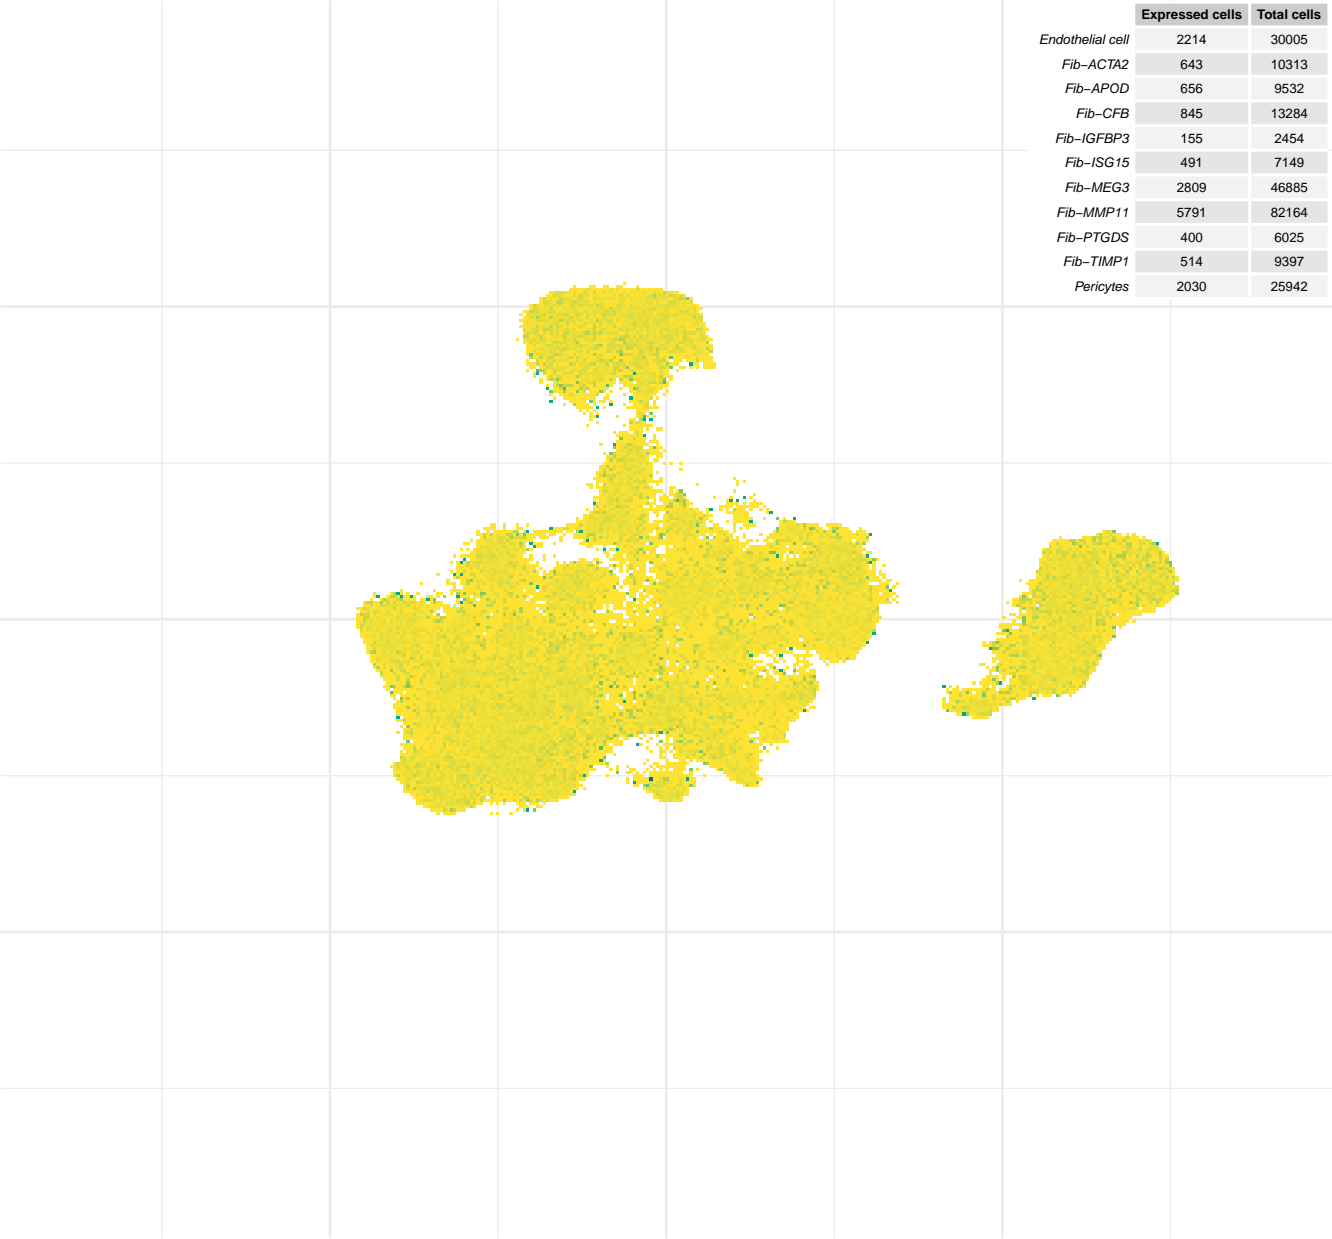 Expressed cells Total cells
Endothelial cell 2214 30005
Fib−ACTA2 643 10313
Fib−APOD 656 9532
Fib−CFB 845 13284
Fib−IGFBP3 155 2454
Fib−ISG15 491 7149
Fib−MEG3 2809 46885
Fib−MMP11 5791 82164
Fib−PTGDS 400 6025
Fib−TIMP1 514 9397
Pericytes 2030 25942